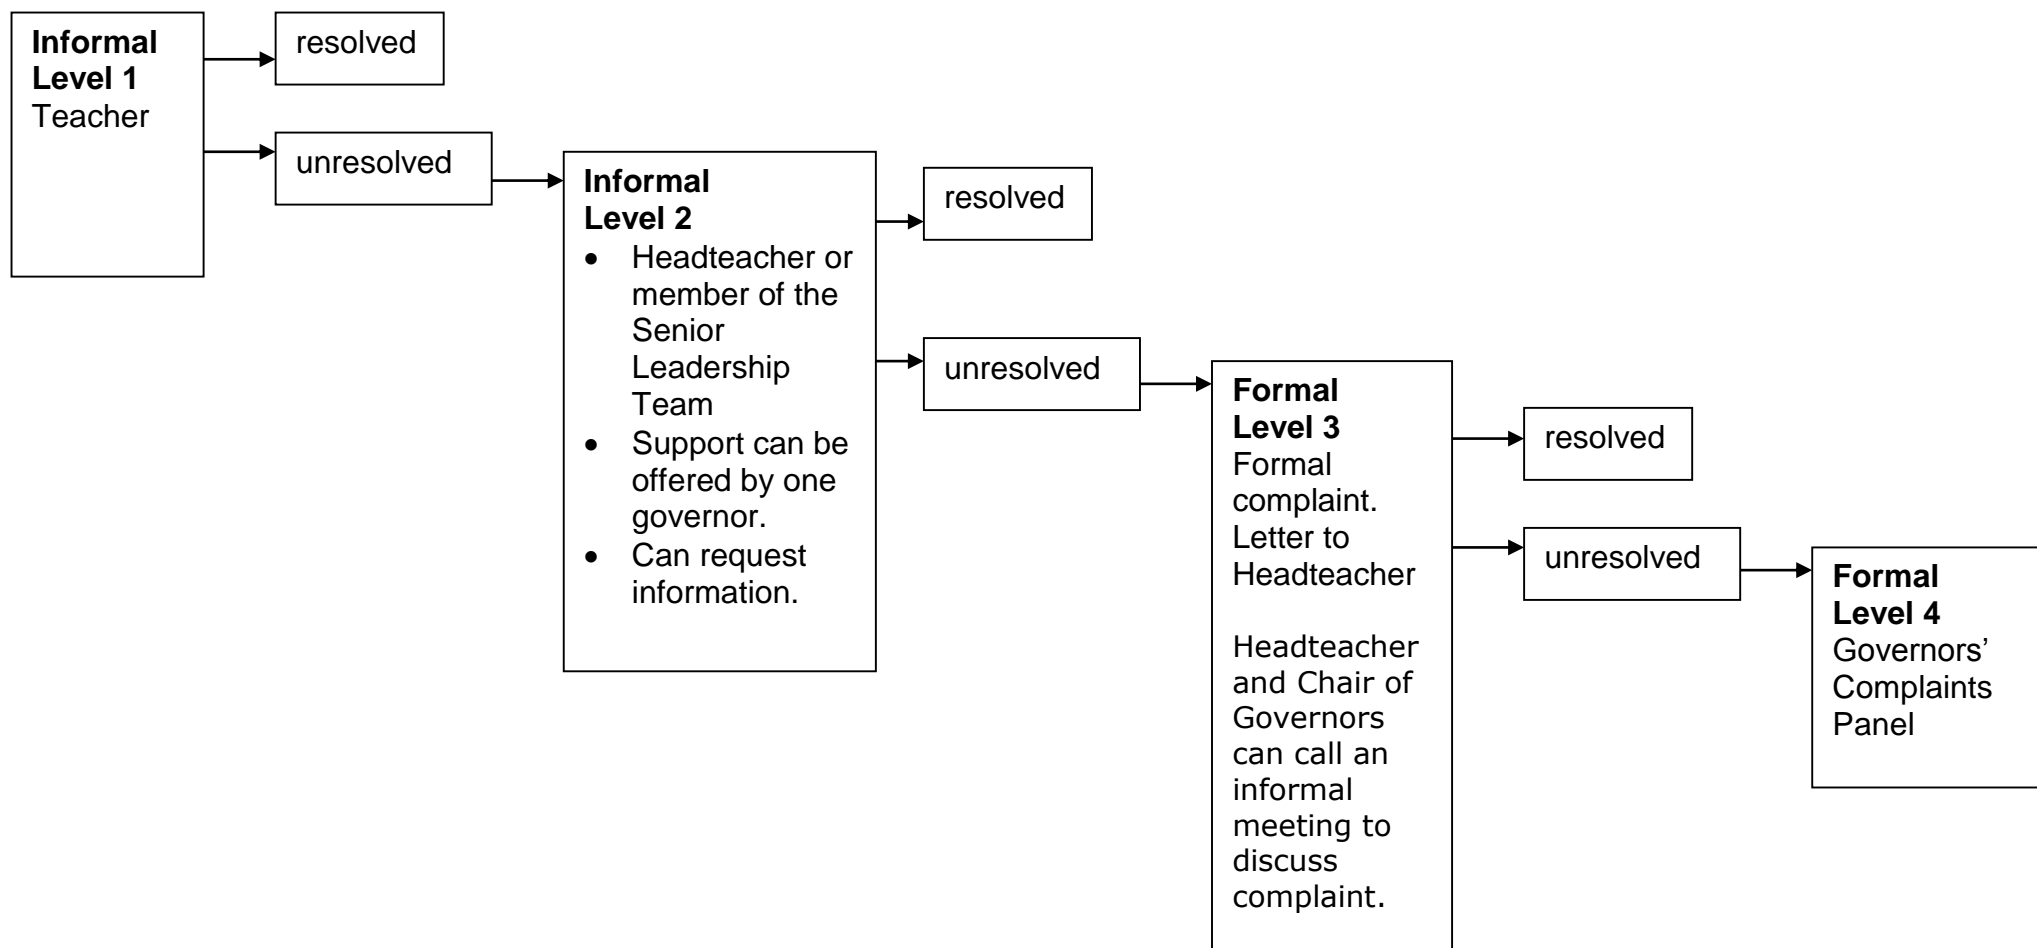 Informal
Level 1
Teacher
resolved
unresolved
Informal
Level 2
• Headteacher or
member of the
Senior
Leadership
Team
• Support can be
offered by one
governor.
• Can request
information.
resolved
unresolved
Formal
Level 3
Formal
complaint.
Letter to
Headteacher
Headteacher
and Chair of
Governors
can call an
informal
meeting to
discuss
complaint.
resolved
unresolved
Formal
Level 4
Governors’
Complaints
Panel